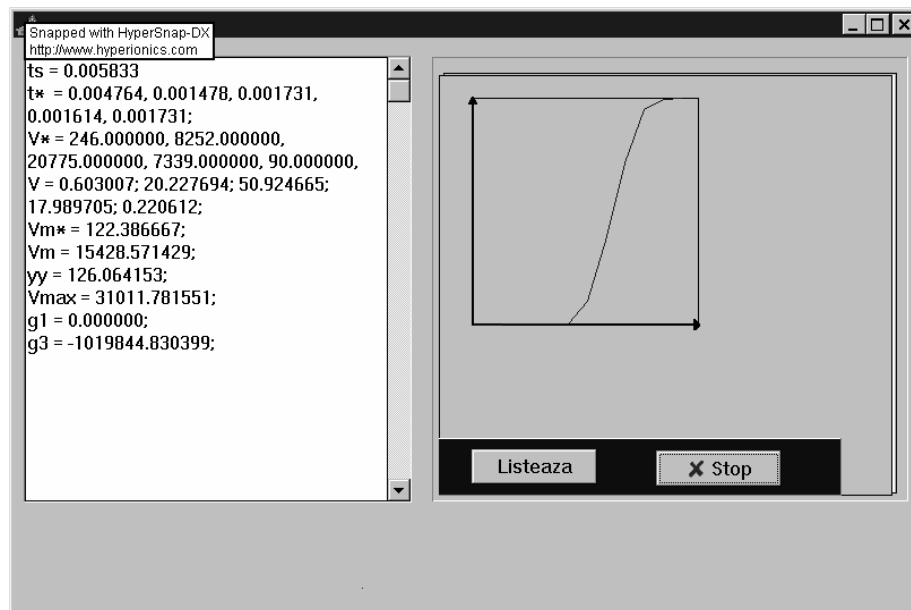 Snapped with HyperSnap-DX
http://www.hyperionics.com
ts = 0.005833
t* = 0.004764, 0.001478, 0.001731,
0.001614, 0.001731;
V* = 246.000000, 8252.000000,
20775.000000, 7339.000000, 90.000000,
V = 0.603007; 20.227694; 50.924665;
17.989705; 0.220612;
Vm* = 122.386667;
Vm = 15428.571429;
yy = 126.064153;
Vmax = 31011.781551;
g1 = 0.000000;
g3 = -1019844.830399;
Listeaza
Stop